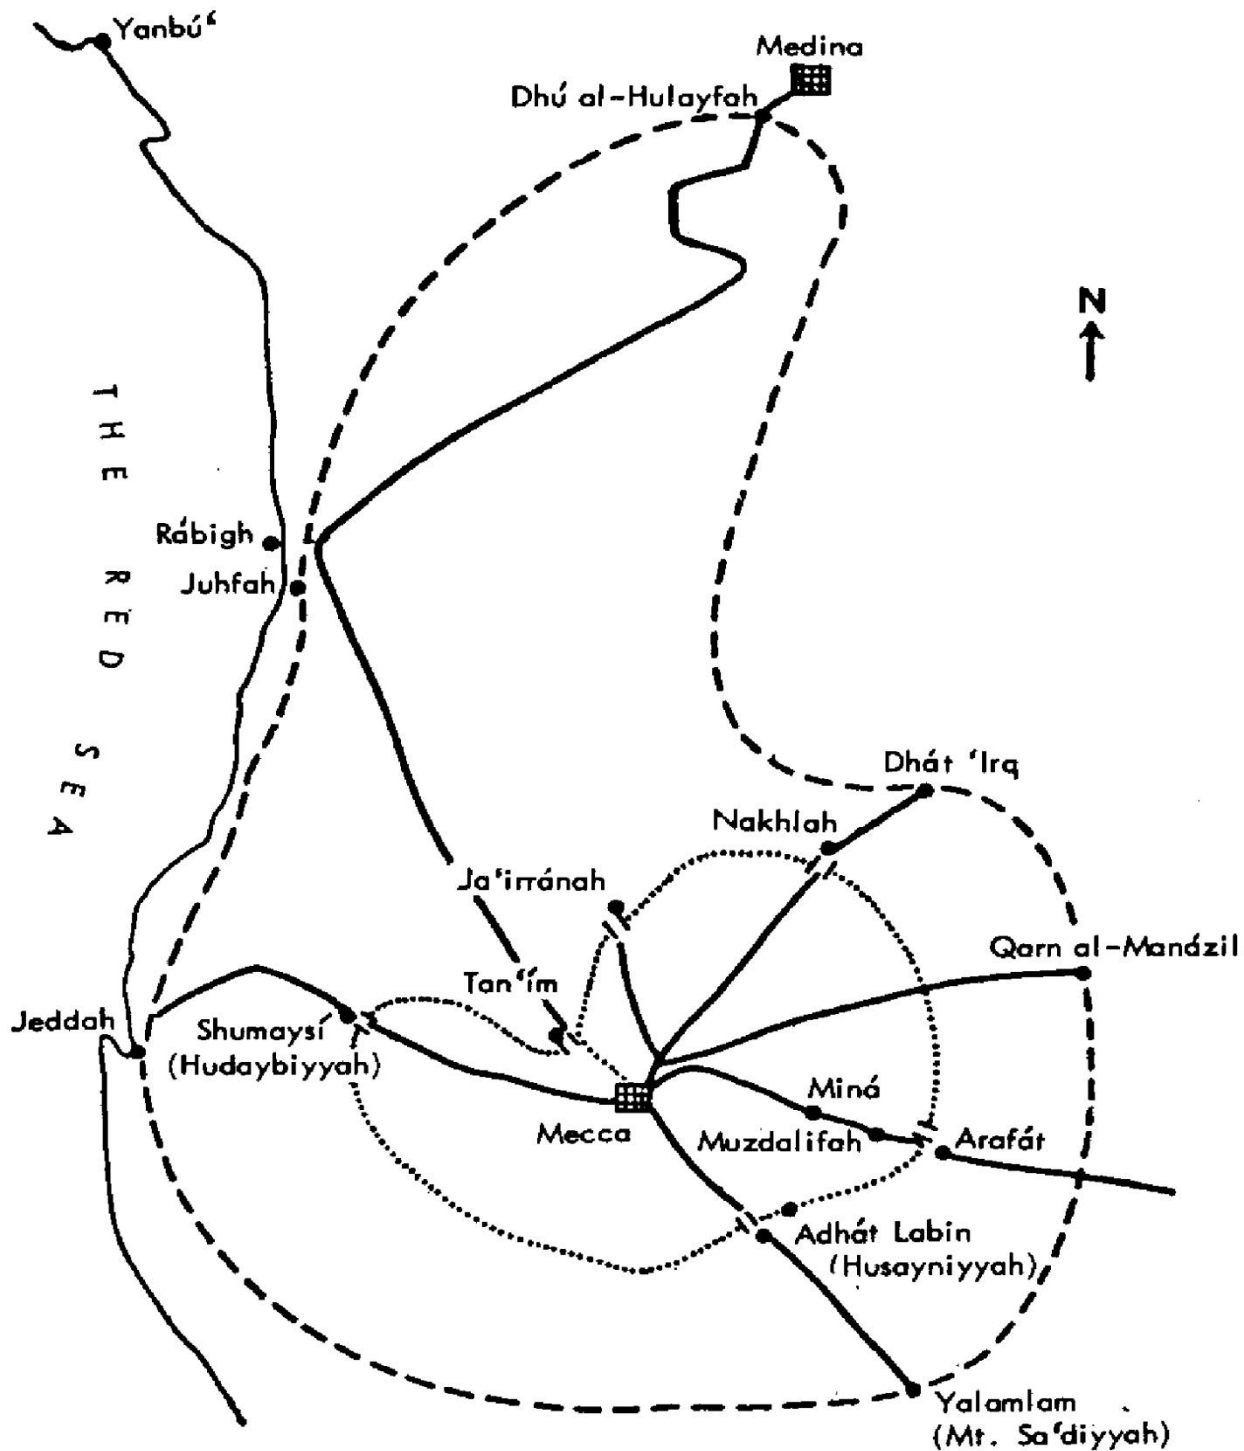 Yanbú‘
Medina
Dhú al-Hulayfah
N
THE RED SEA
Rábigh
Juhfah
Dhát ‘Irq
Nakhlah
Ja‘irránah
Qarn al-Manázil
Tan‘ím
Jeddah
Shumaysí
(Hudaybiyyah)
Miná
Mecca
Muzdalifah
Arafát
Adhát Labin
(Husayniyyah)
Yalamlam
(Mt. Sa‘diyyah)